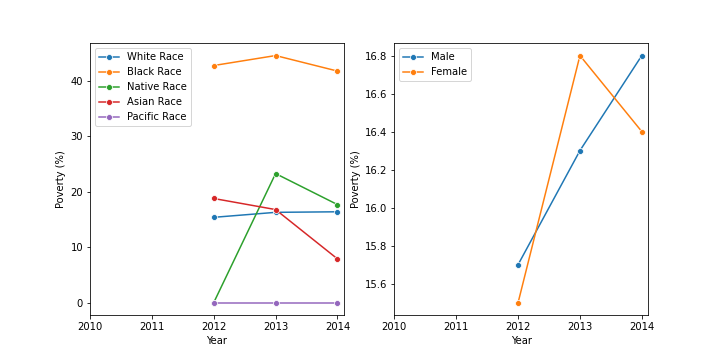 White Race
Black Race
Native Race
Asian Race
Pacific Race
Poverty (%)
40
30
20
10
0
2010 2011 2012 2013 2014
Year
Male
Female
Poverty (%)
16.8
16.6
16.4
16.2
16.0
15.8
15.6
2010 2011 2012 2013 2014
Year